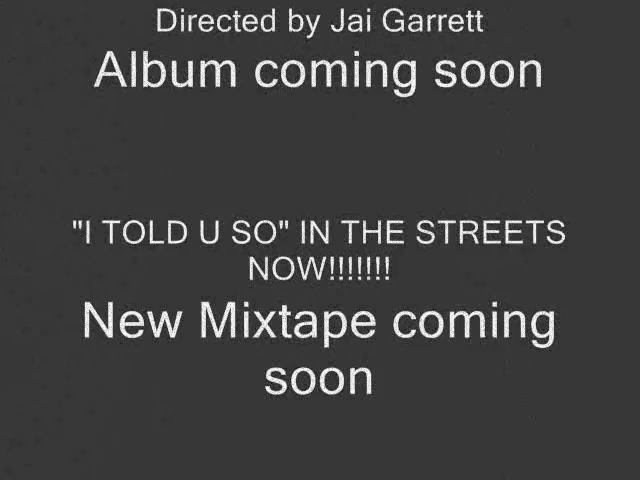 Directed by Jai Garrett
Album coming soon
"I TOLD U SO" IN THE STREETS
NOW!!!!!!!
New Mixtape coming
soon